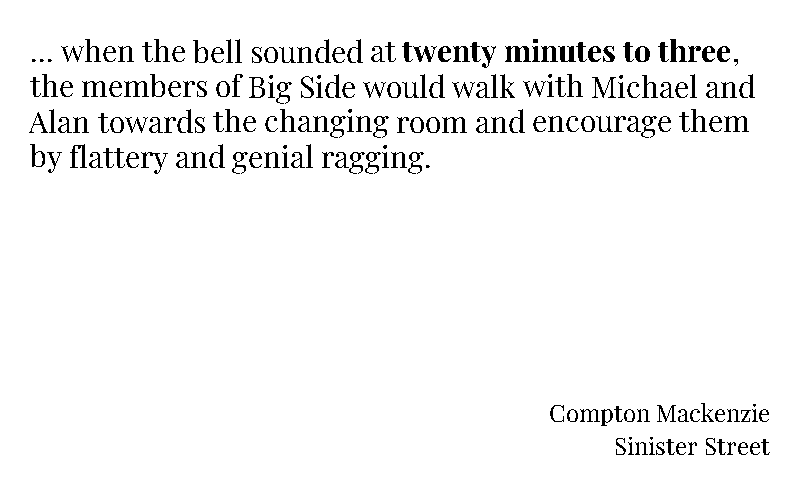 ... when the bell sounded at twenty minutes to three,
the members of Big Side would walk with Michael and
Alan towards the changing room and encourage them
by flattery and genial ragging.
Compton Mackenzie
Sinister Street